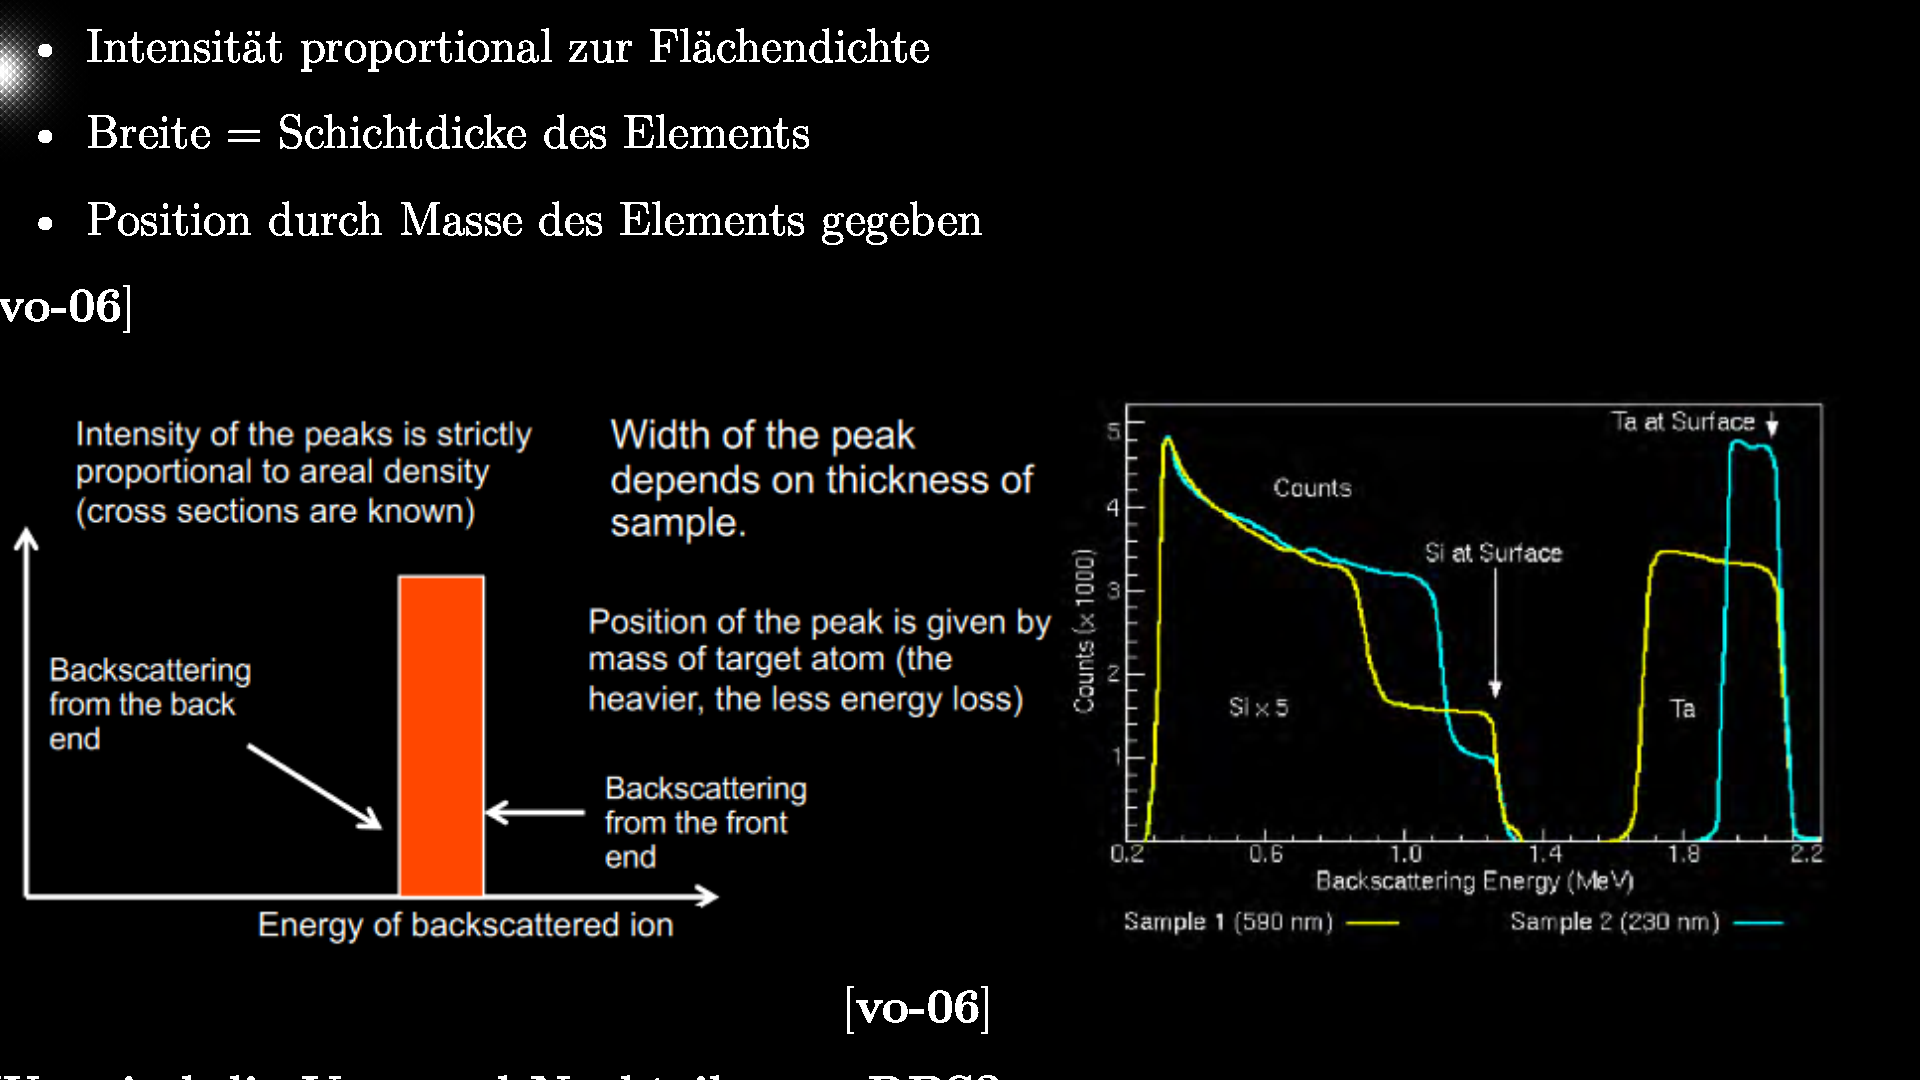 • Intensität proportional zur Flächendichte
• Breite = Schichtdicke des Elements
• Position durch Masse des Elements gegeben
vo-06]
Intensity of the peaks is strictly
proportional to areal density
(cross sections are known)
Width of the peak
depends on thickness of
sample.
Position of the peak is given by
mass of target atom (the
heavier, the less energy loss)
Backscattering
from the back
end
Backscattering
from the front
end
Energy of backscattered ion
Ta at Surface
Counts
Si at Surface
Si x 5
Ta
Counts (x 1000)
5
4
3
2
1
0.2 0.6 1.0 1.4 1.8 2.2
Backscattering Energy (MeV)
Sample 1 (590 nm) Sample 2 (230 nm)
[vo-06]